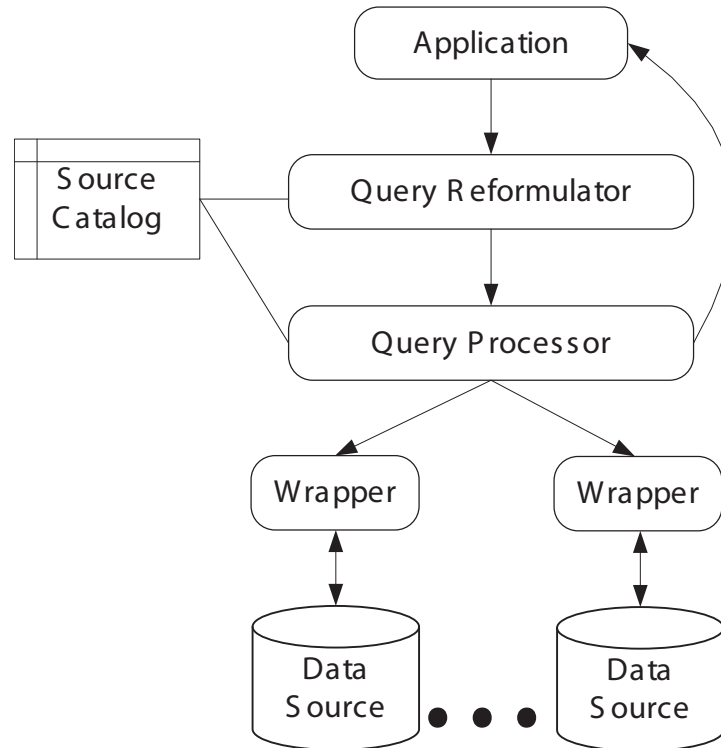 Application
Source
Catalog
Query Reformulator
Query Processor
Wrapper
Wrapper
Data
Source
Data
Source